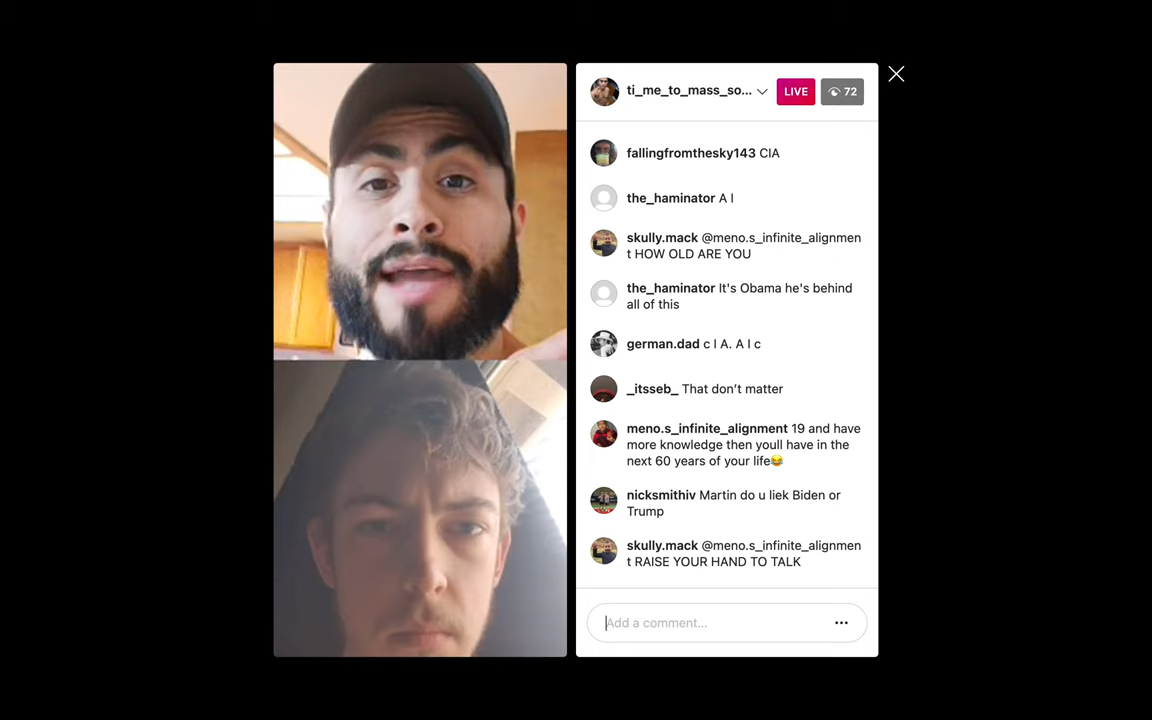 ti_me_to_mass_so...
LIVE
72
fallingfromthesky143 CIA
the_haminator A I
skully.mack @meno.s_infinite_alignmen
t HOW OLD ARE YOU
the_haminator It's Obama he's behind
all of this
german.dad c I A. A I c
_itsseb_ That don’t matter
meno.s_infinite_alignment 19 and have
more knowledge then youll have in the
next 60 years of your life😂
nicksmithiv Martin do u liek Biden or
Trump
skully.mack @meno.s_infinite_alignmen
t RAISE YOUR HAND TO TALK
Add a comment...